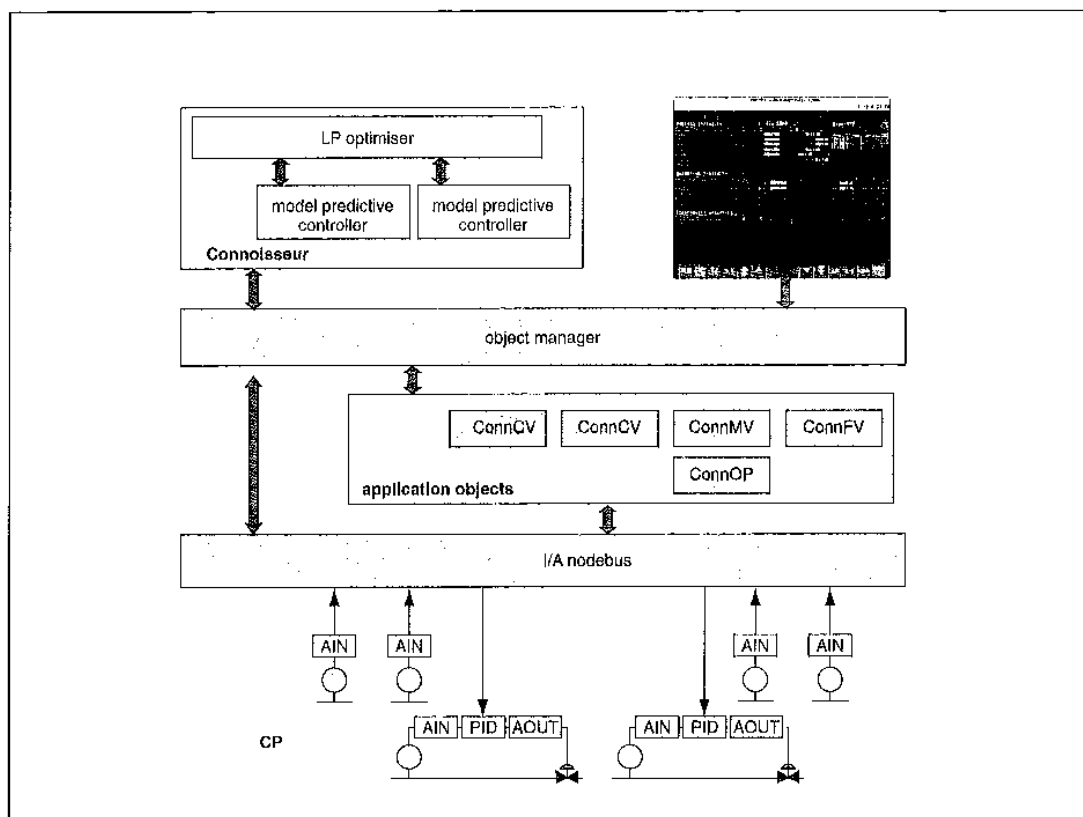 LP optimiser
model predictive
controller
model predictive
controller
Connoisseur
object manager
ConnCV
ConnCV
ConnMV
ConnFV
ConnOP
application objects
I/A nodebus
AIN
AIN
AIN
AIN
AIN
PID
AOUT
AIN
PID
AOUT
CP